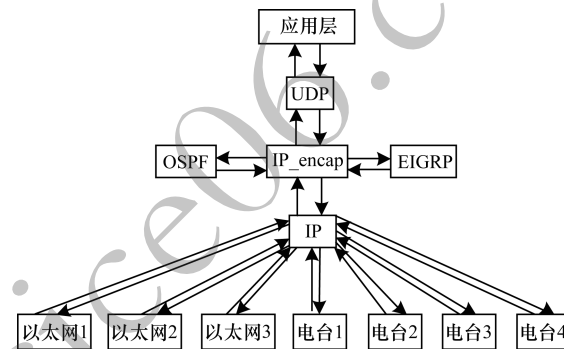 应用层
UDP
OSPF
IP_encap
EIGRP
IP
以太网1
以太网2
以太网3
电台1
电台2
电台3
电台4